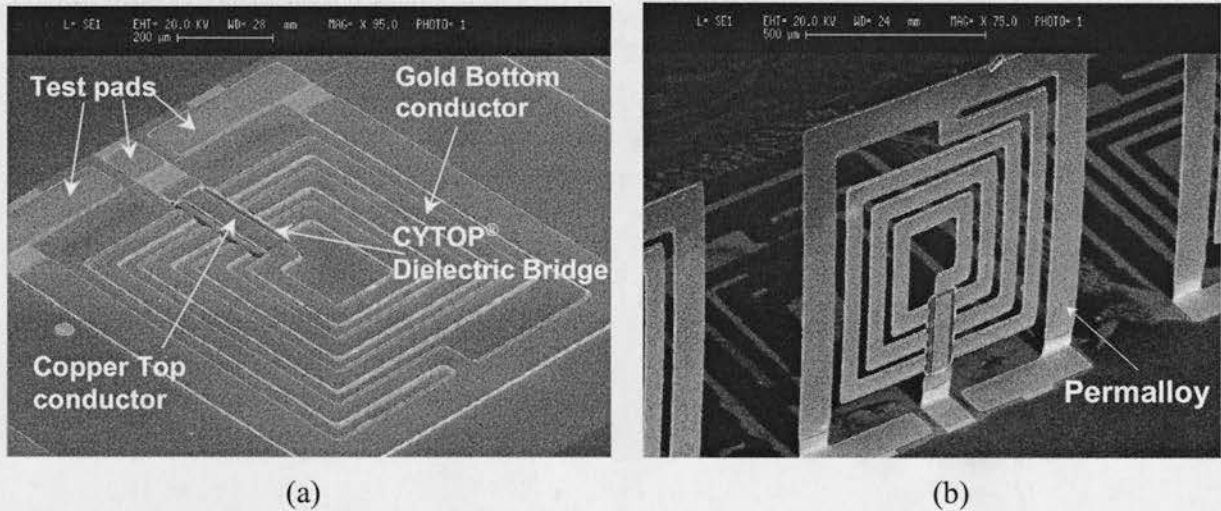 L= SE1 EHT= 20.0 KV WD= 28 mm MAG= X 95.0 PHOTO= 1
200 µm
Test pads
Gold Bottom
conductor
CYTOP®
Dielectric Bridge
Copper Top
conductor
(a)
L= SE1 EHT= 20.0 KV WD= 24 mm MAG= X 75.0 PHOTO= 1
500 µm
Permalloy
(b)